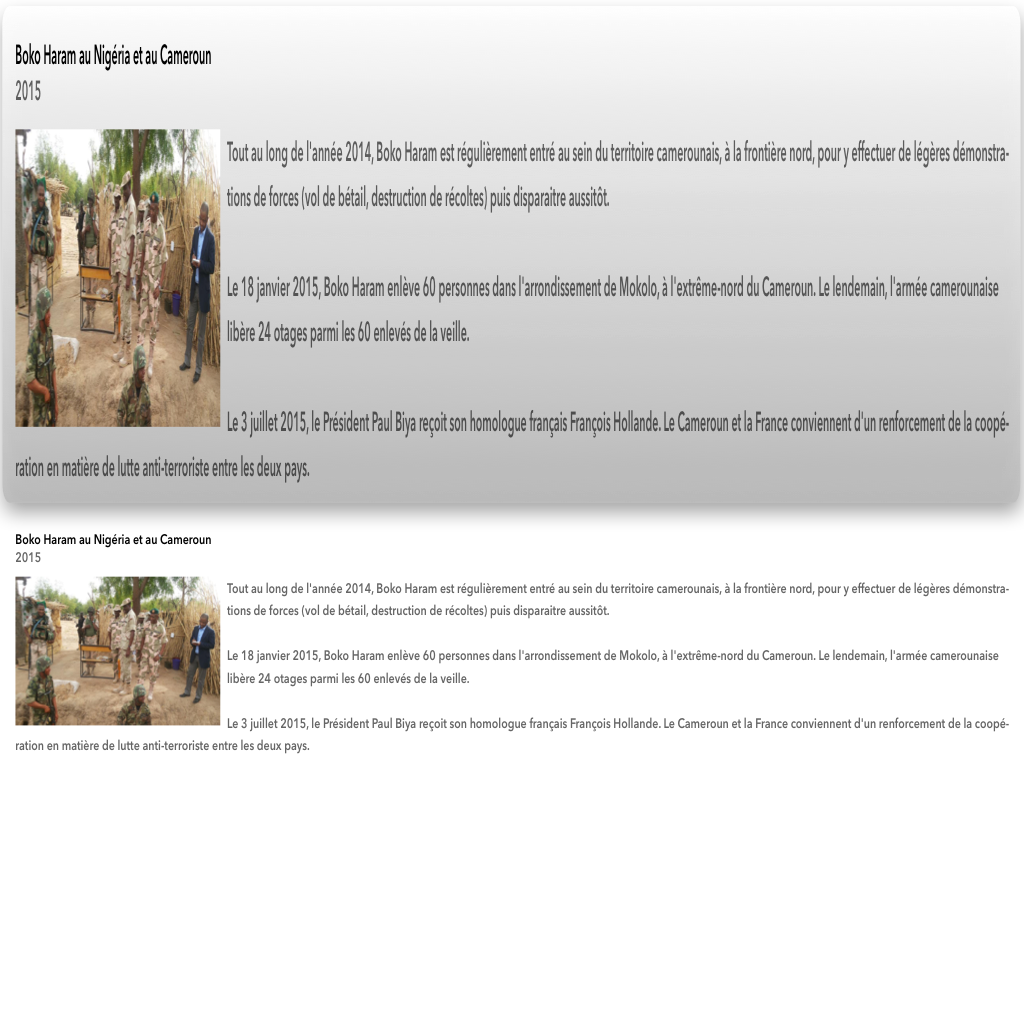 Boko Haram au Nigéria et au Cameroun
2015
Tout au long de l'année 2014, Boko Haram est régulièrement entré au sein du territoire camerounais, à la frontière nord, pour y effectuer de légères démonstra-
tions de forces (vol de bétail, destruction de récoltes) puis disparaitre aussitôt.
Le 18 janvier 2015, Boko Haram enlève 60 personnes dans l'arrondissement de Mokolo, à l'extrême-nord du Cameroun. Le lendemain, l'armée camerounaise
libère 24 otages parmi les 60 enlevés de la veille.
Le 3 juillet 2015, le Président Paul Biya reçoit son homologue français François Hollande. Le Cameroun et la France conviennent d'un renforcement de la coopé-
ration en matière de lutte anti-terroriste entre les deux pays.
Boko Haram au Nigéria et au Cameroun
2015
Tout au long de l'année 2014, Boko Haram est régulièrement entré au sein du territoire camerounais, à la frontière nord, pour y effectuer de légères démonstra-
tions de forces (vol de bétail, destruction de récoltes) puis disparaitre aussitôt.
Le 18 janvier 2015, Boko Haram enlève 60 personnes dans l'arrondissement de Mokolo, à l'extrême-nord du Cameroun. Le lendemain, l'armée camerounaise
libère 24 otages parmi les 60 enlevés de la veille.
Le 3 juillet 2015, le Président Paul Biya reçoit son homologue français François Hollande. Le Cameroun et la France conviennent d'un renforcement de la coopé-
ration en matière de lutte anti-terroriste entre les deux pays.